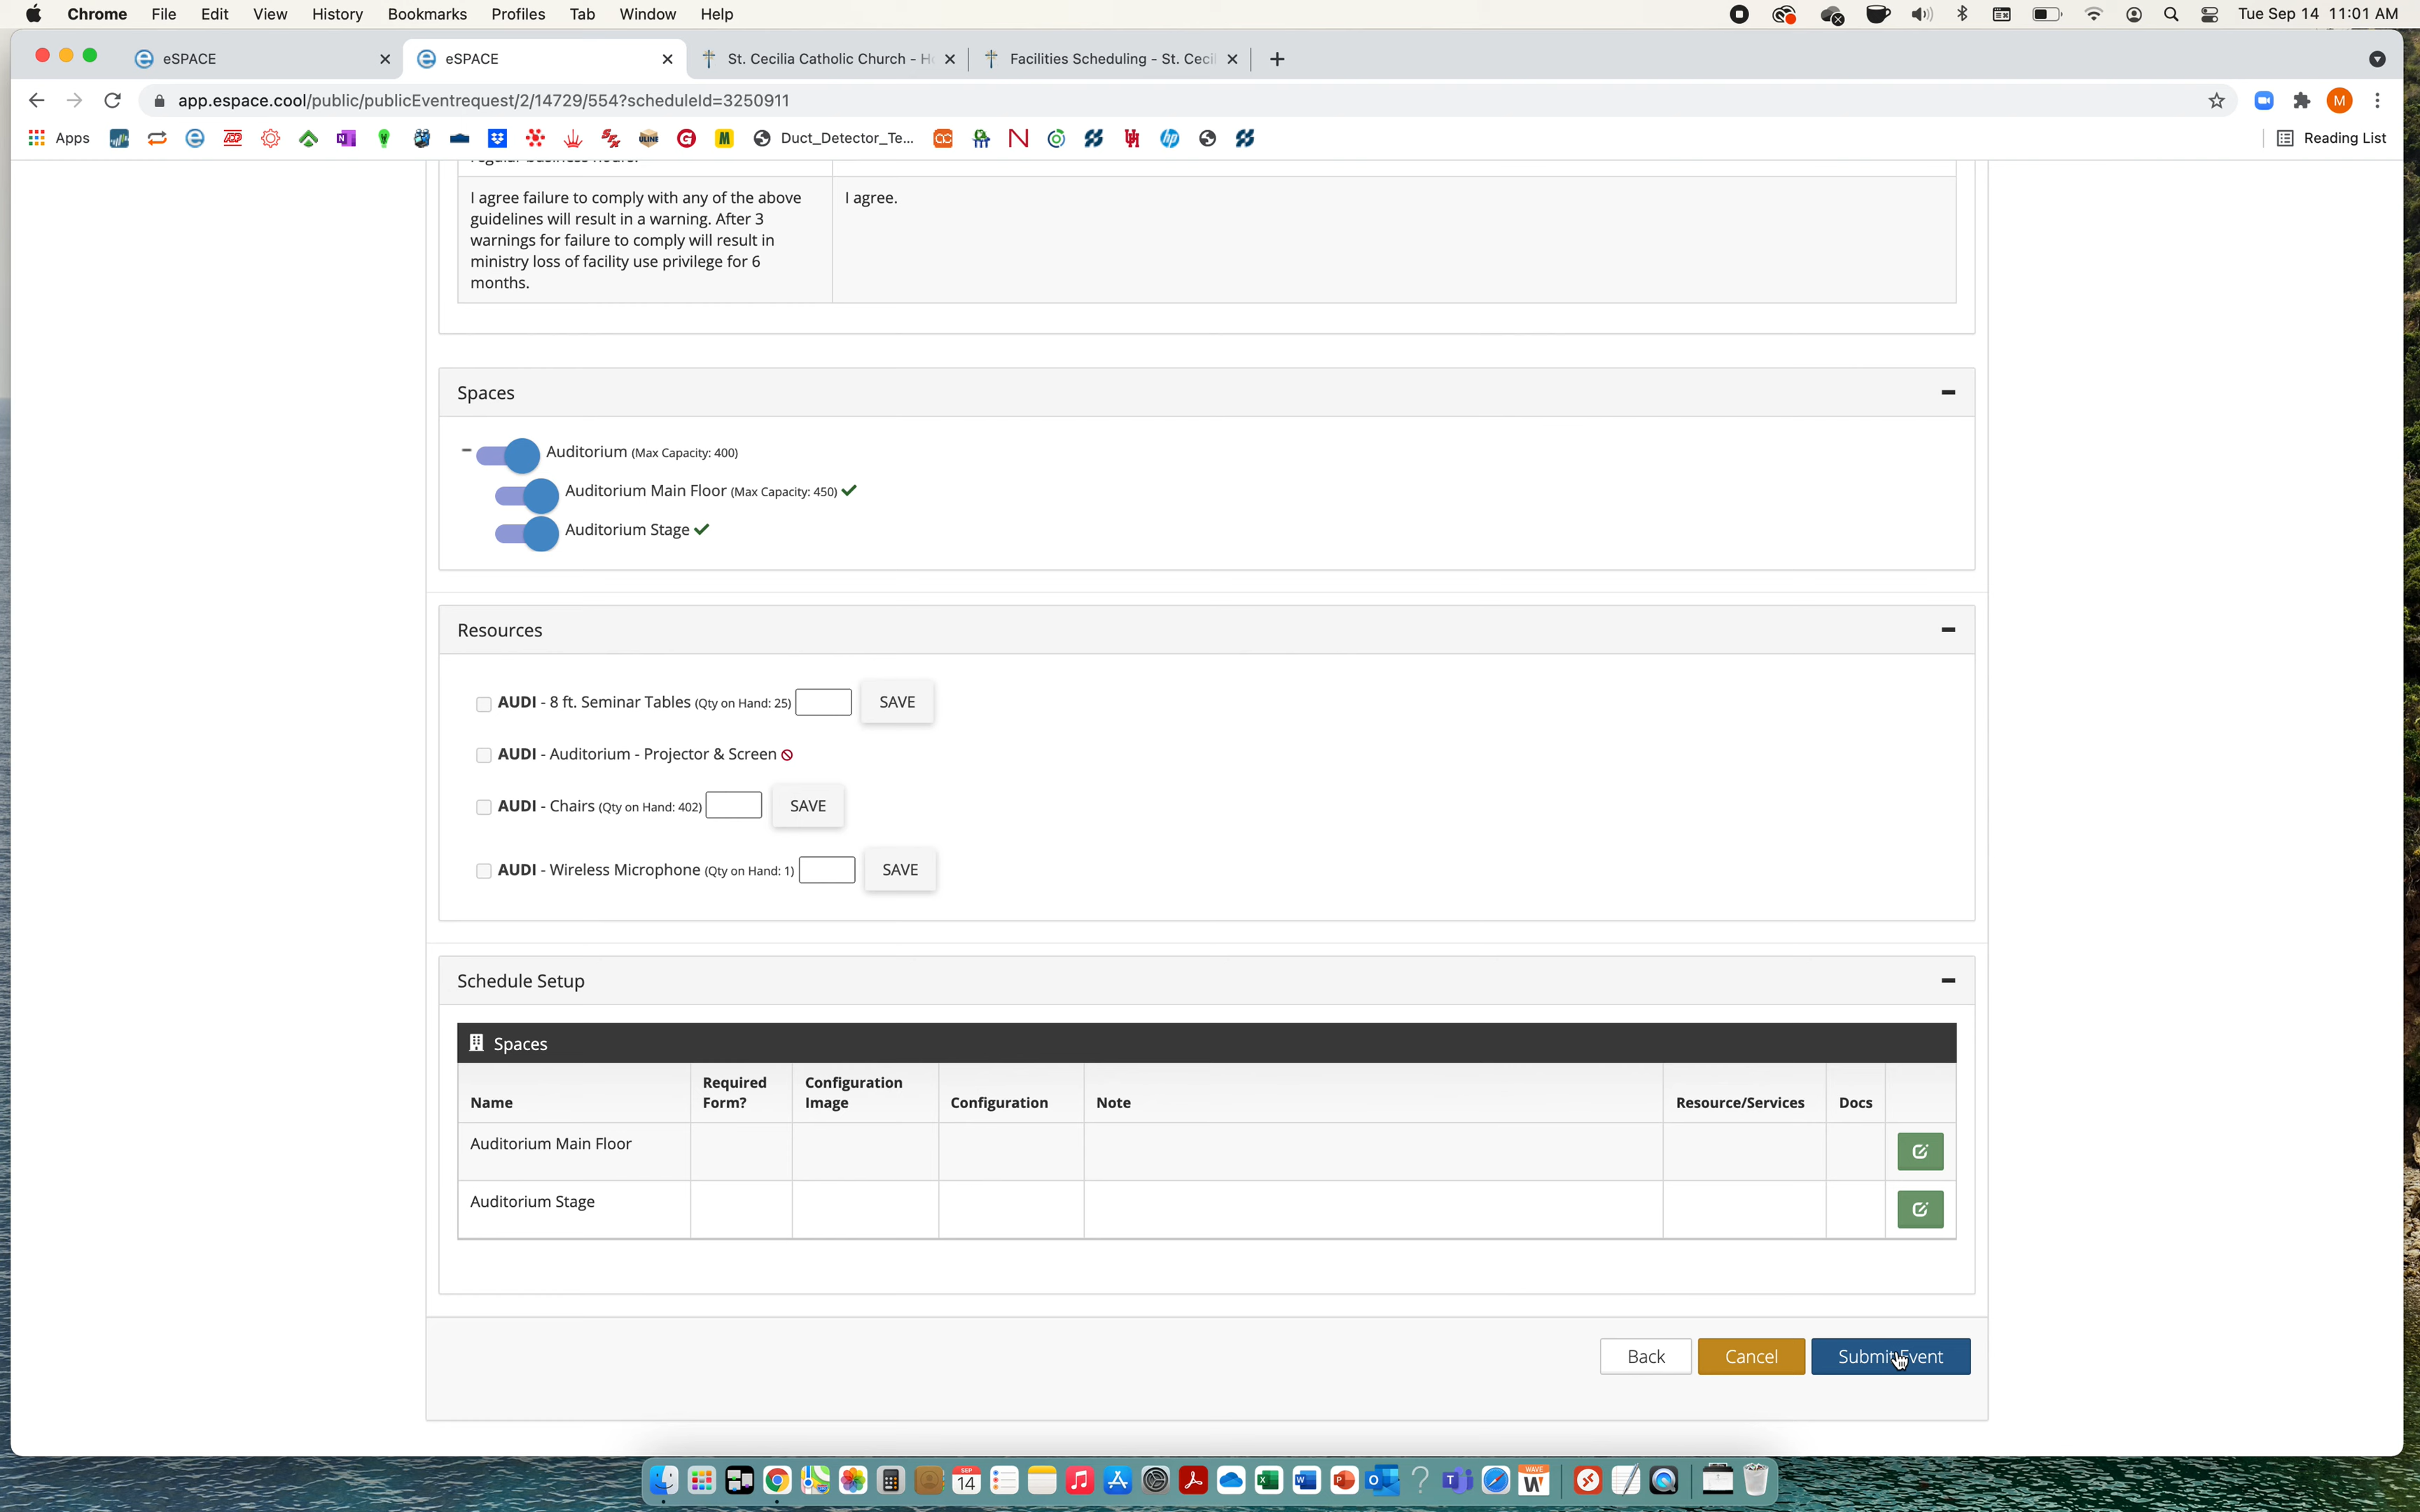 Chrome File Edit View History Bookmarks Profiles Tab Window Help Tue Sep 14 11:01 AM
eSPACE eSPACE St. Cecilia Catholic Church - H Facilities Scheduling - St. Ceci
app.espace.cool/public/publicEventrequest/2/14729/554?scheduleId=3250911 M
Apps ULINE Duct_Detector_Te... Reading List
I agree failure to comply with any of the above
guidelines will result in a warning. After 3
warnings for failure to comply will result in
ministry loss of facility use privilege for 6
months.
I agree.
Spaces
Auditorium (Max Capacity: 400)
Auditorium Main Floor (Max Capacity: 450)
Auditorium Stage
Resources
AUDI - 8 ft. Seminar Tables (Qty on Hand: 25) SAVE
AUDI - Auditorium - Projector & Screen
AUDI - Chairs (Qty on Hand: 402) SAVE
AUDI - Wireless Microphone (Qty on Hand: 1) SAVE
Schedule Setup
Spaces
Name Required Form? Configuration Image Configuration Note Resource/Services Docs
Auditorium Main Floor
Auditorium Stage
Back Cancel Submit Event
SEP
14
WAVE
W